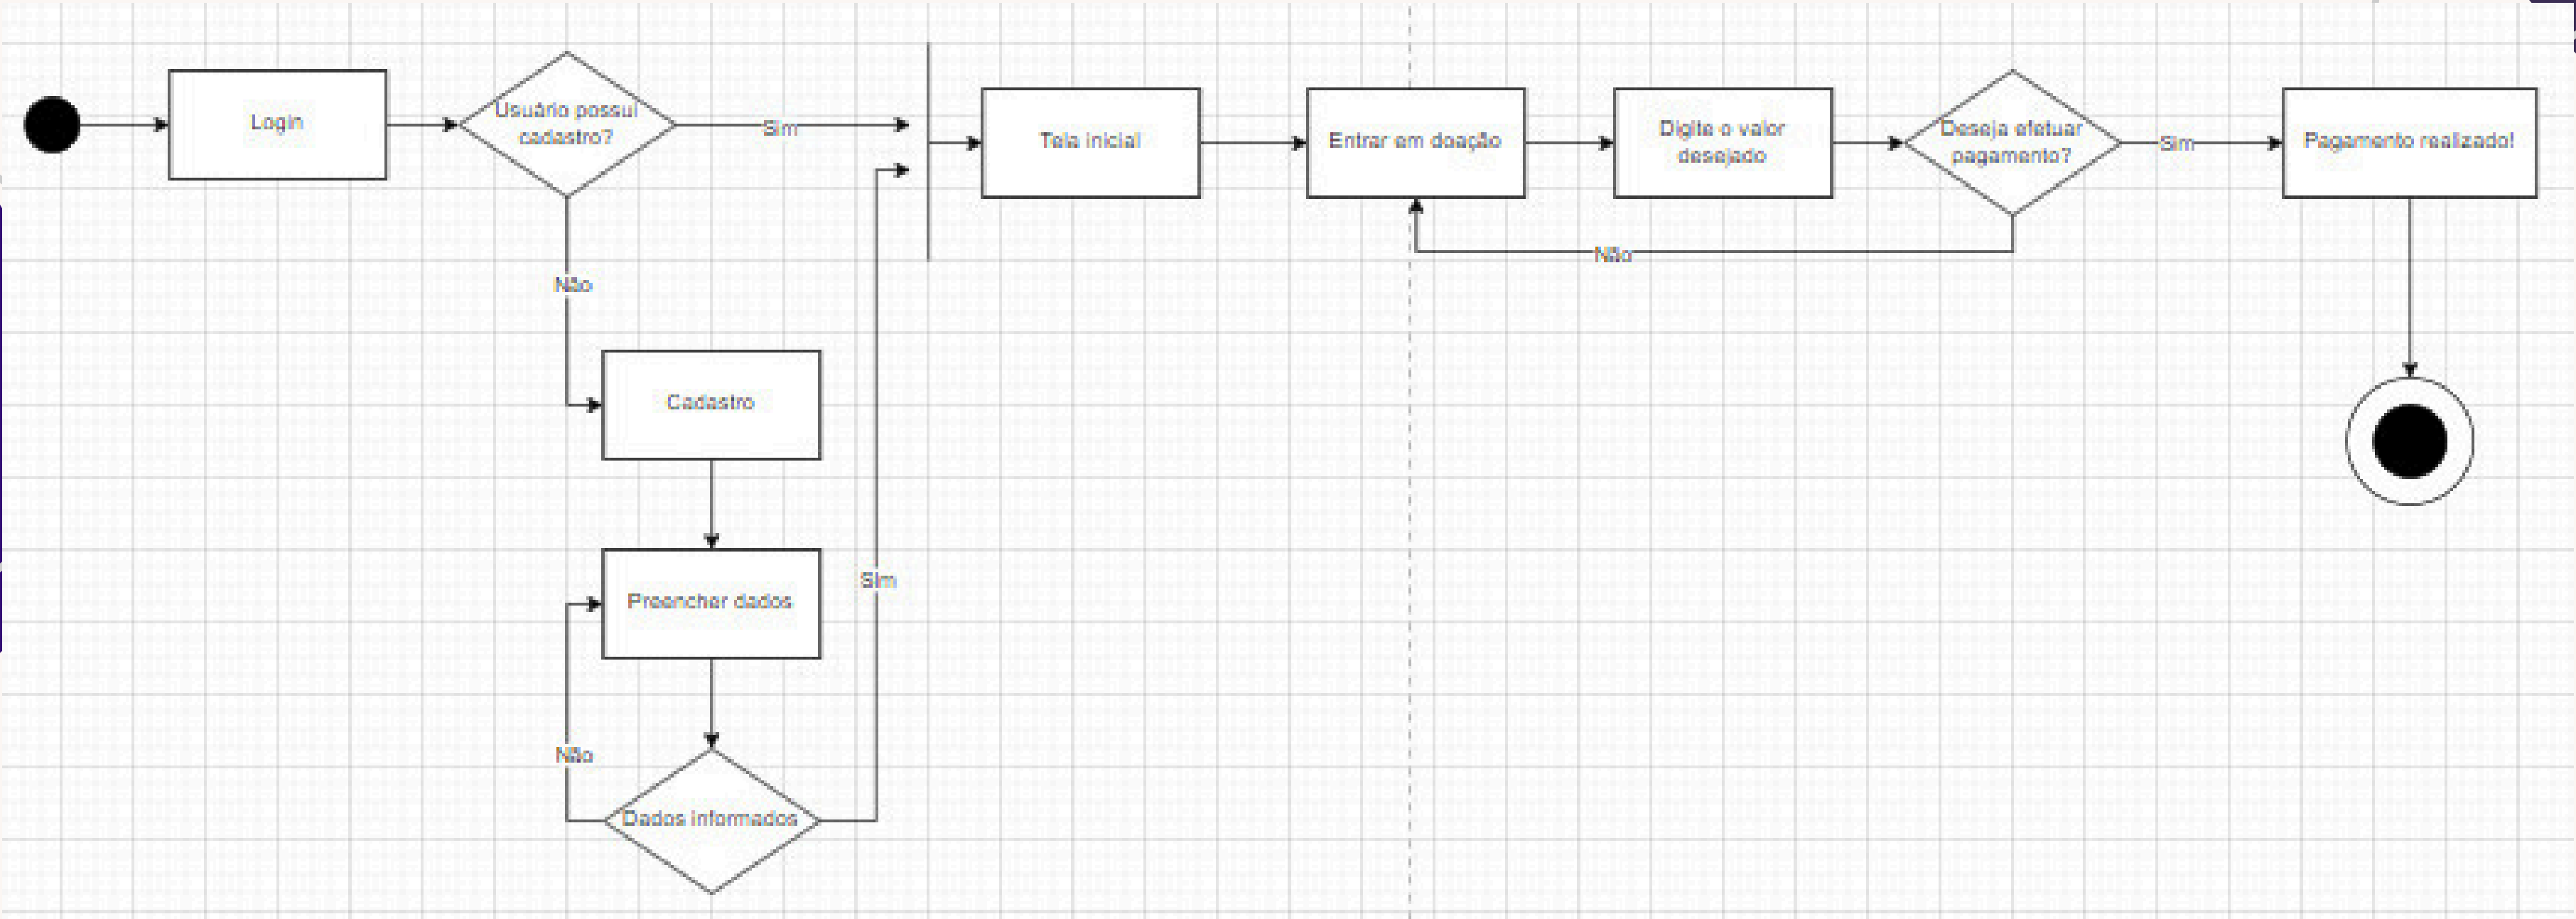 Login
Usuário possui
cadastro?
Sim
Tela inicial
Entrar em doação
Digite o valor
desejado
Deseja efetuar
pagamento?
Sim
Pagamento realizado!
Não
Não
Cadastro
Sim
Preencher dados
Não
Dados informados